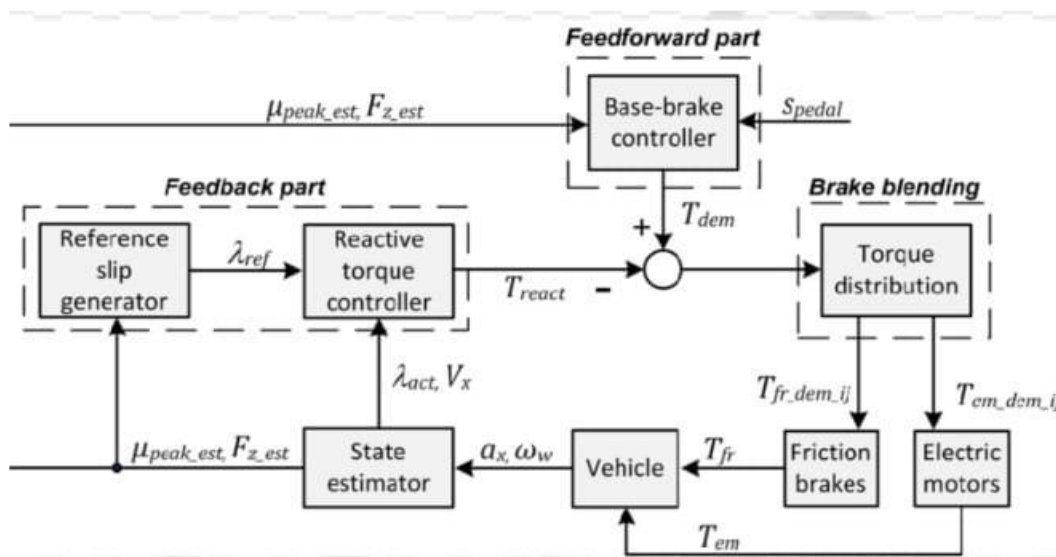 Feedforward part
μpeak_est, Fz_est
Base-brake
controller
spedal
Feedback part
Brake blending
Tdem
+
Reference
slip
generator
λref
Reactive
torque
controller
Treact
-
Torque
distribution
λact, Vx
Tfr_dem_ij
Tem_dem_ij
μpeak_est, Fz_est
State
estimator
ax, ωw
Vehicle
Tfr
Friction
brakes
Electric
motors
Tem